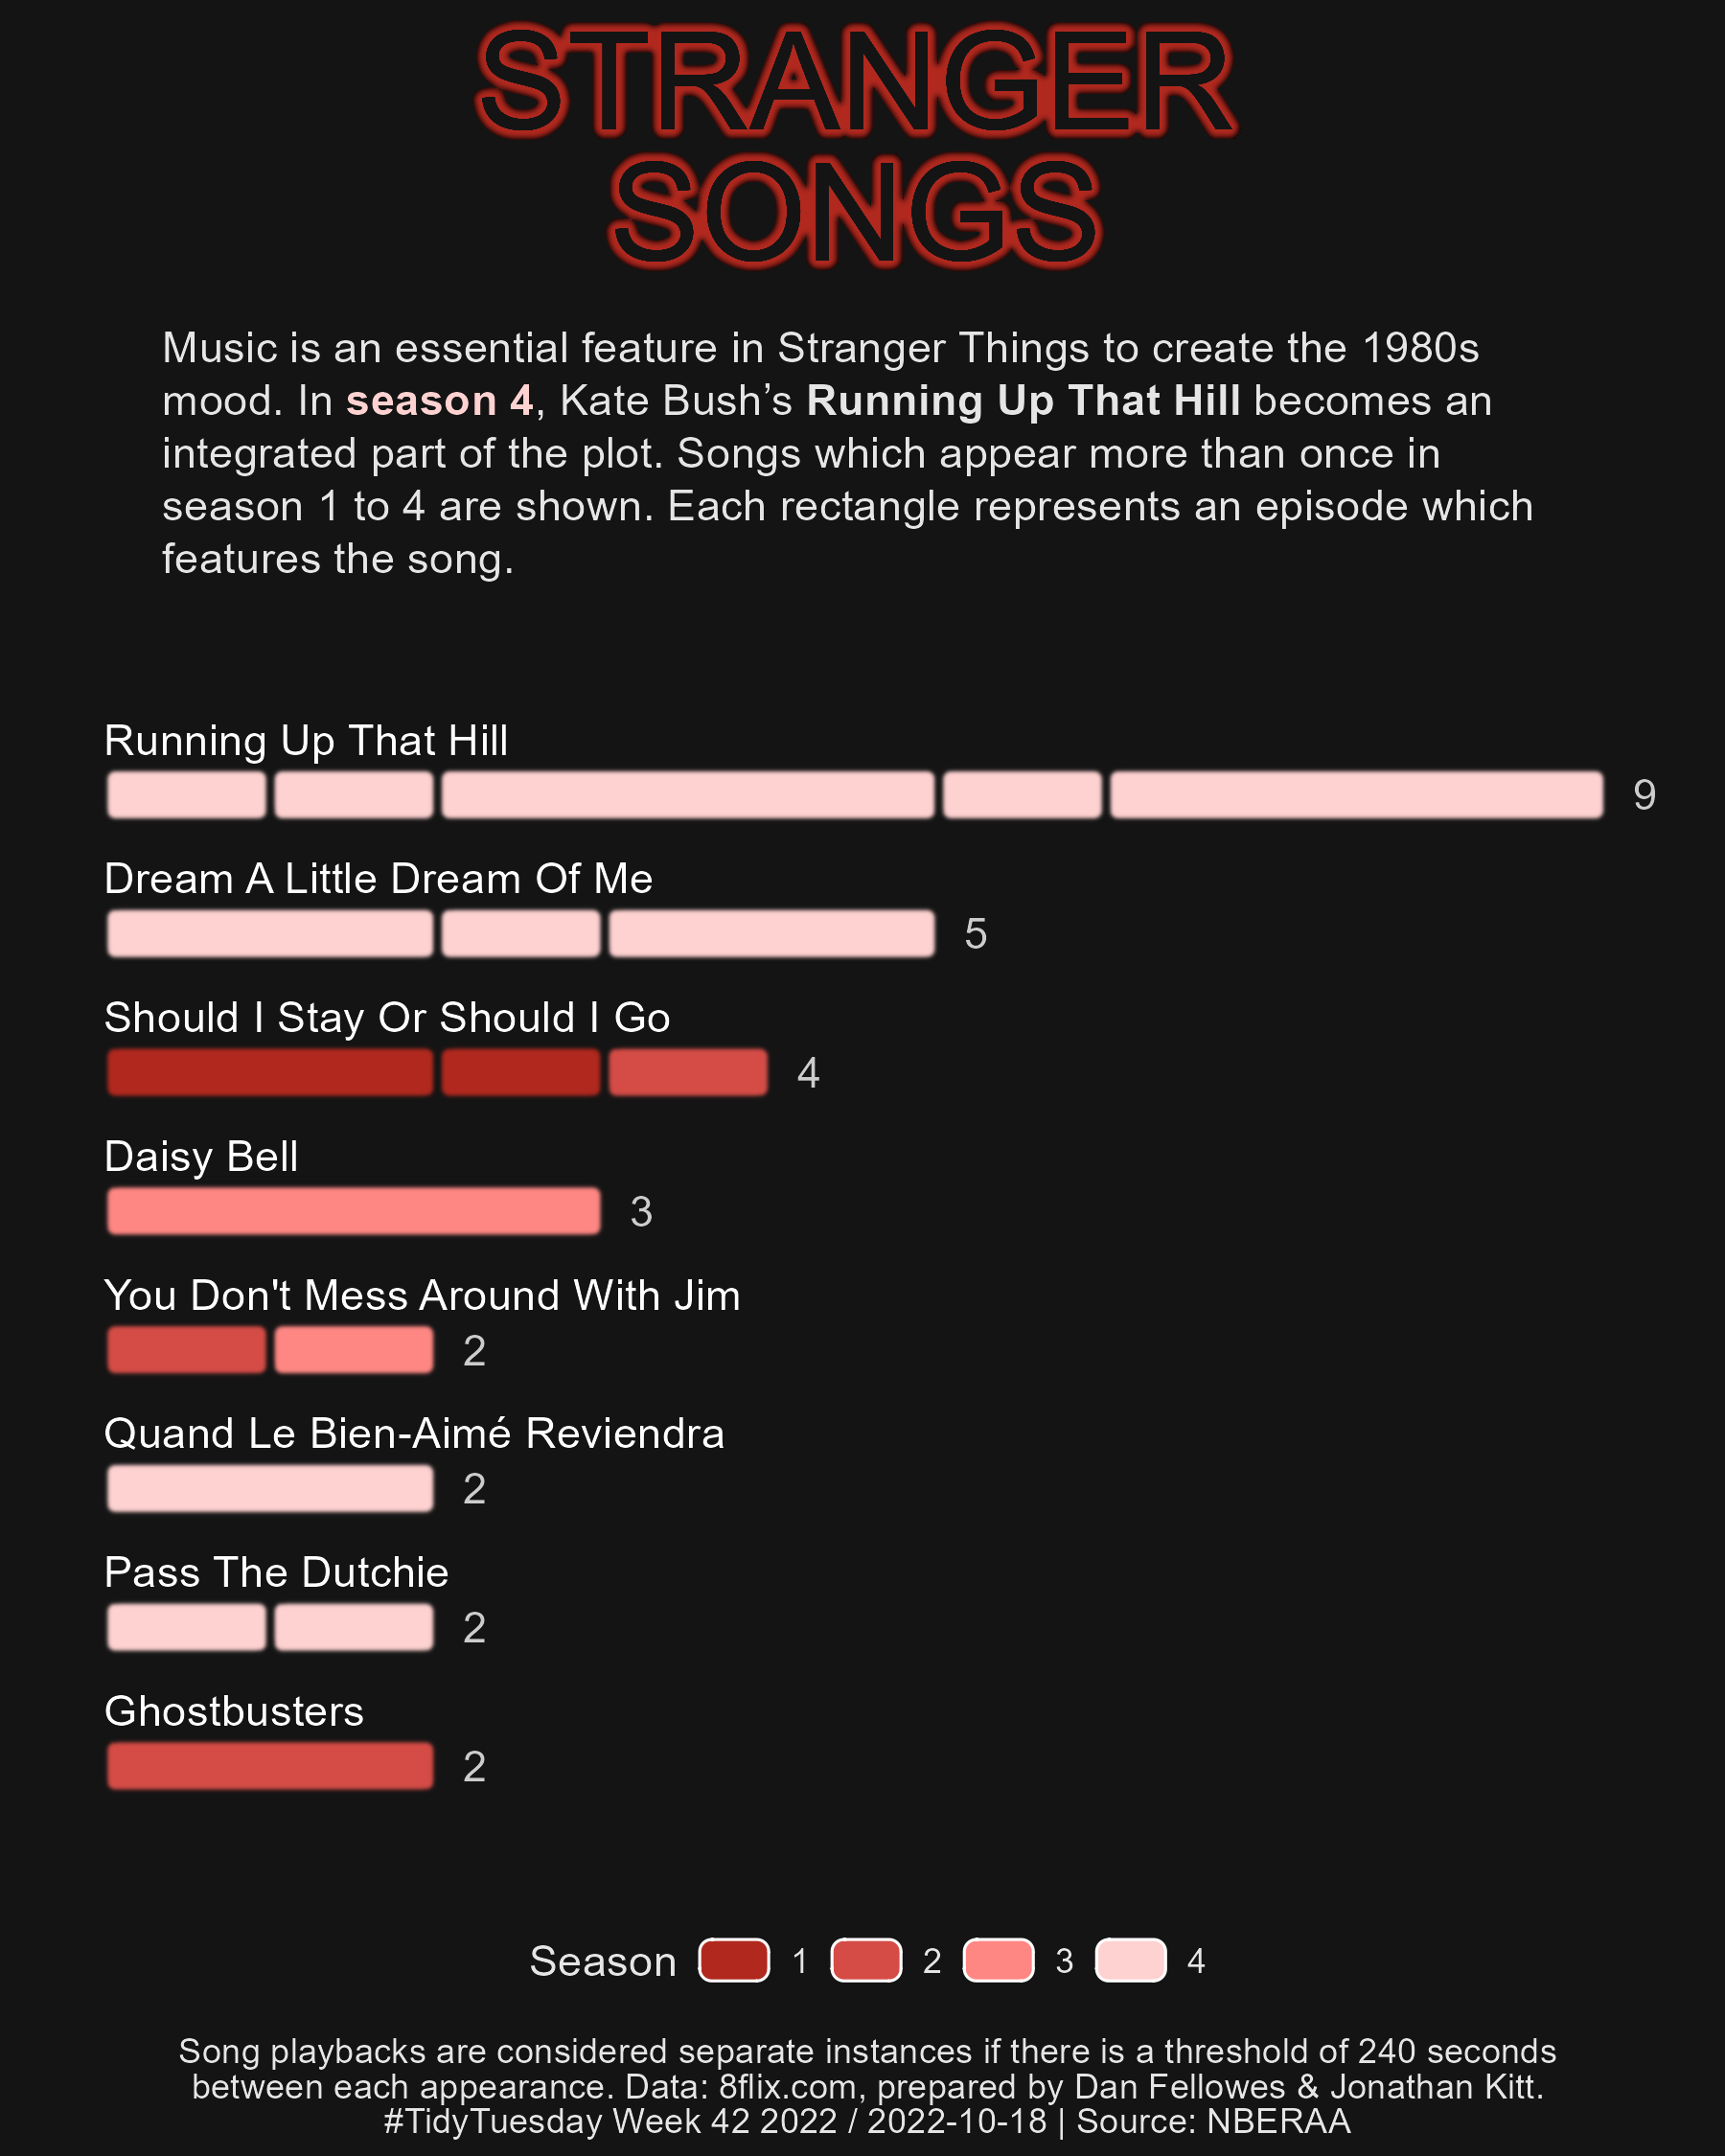 STRANGER
SONGS
Music is an essential feature in Stranger Things to create the 1980s
mood. In season 4, Kate Bush’s Running Up That Hill becomes an
integrated part of the plot. Songs which appear more than once in
season 1 to 4 are shown. Each rectangle represents an episode which
features the song.
Running Up That Hill
9
Dream A Little Dream Of Me
5
Should I Stay Or Should I Go
4
Daisy Bell
3
You Don't Mess Around With Jim
2
Quand Le Bien-Aimé Reviendra
2
Pass The Dutchie
2
Ghostbusters
2
Season 1 2 3 4
Song playbacks are considered separate instances if there is a threshold of 240 seconds
between each appearance. Data: 8flix.com, prepared by Dan Fellowes & Jonathan Kitt.
#TidyTuesday Week 42 2022 / 2022-10-18 | Source: NBERAA